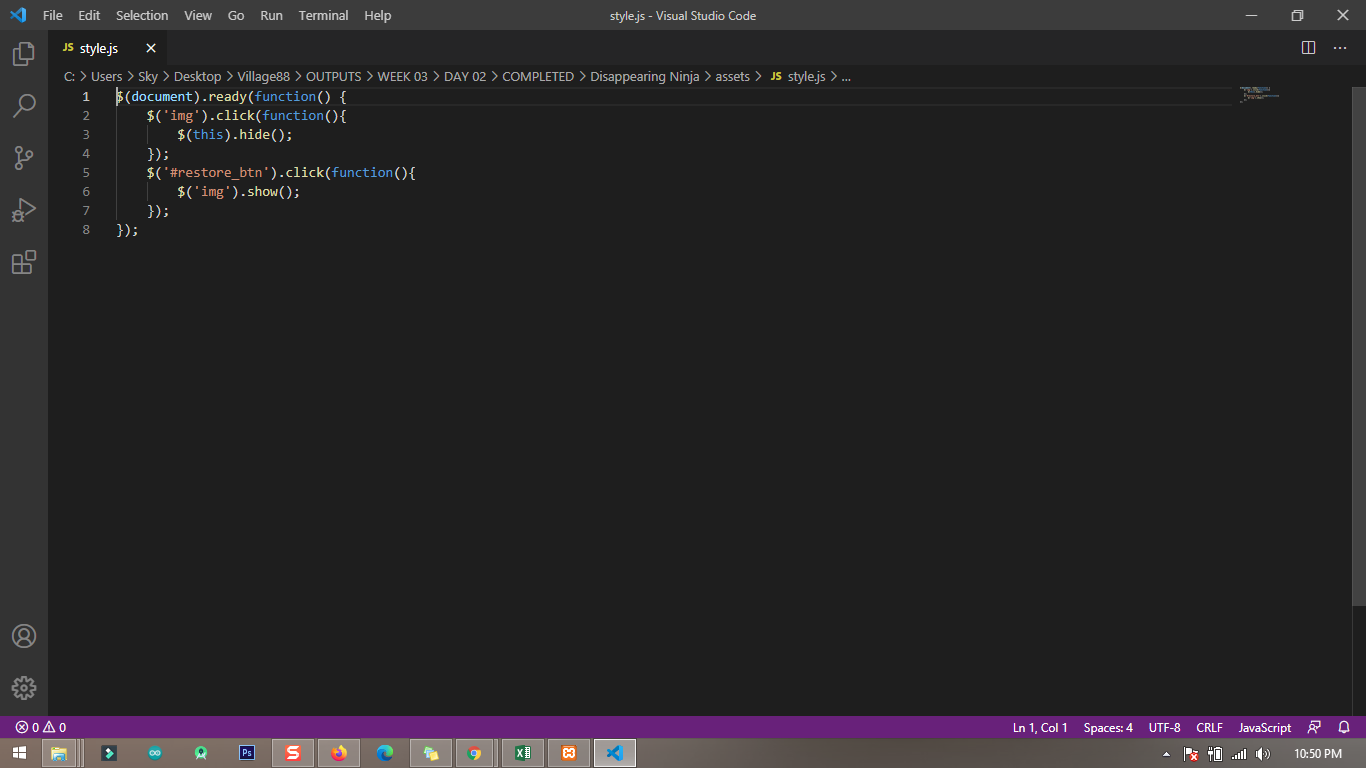 File Edit Selection View Go Run Terminal Help
style.js - Visual Studio Code
JS style.js
C: > Users > Sky > Desktop > Village88 > OUTPUTS > WEEK 03 > DAY 02 > COMPLETED > Disappearing Ninja > assets > JS style.js > ...
1 $(document).ready(function() {
2 $('img').click(function(){
3 $(this).hide();
4 });
5 $('#restore_btn').click(function(){
6 $('img').show();
7 });
8 });
0 0
Ln 1, Col 1 Spaces: 4 UTF-8 CRLF JavaScript
Ps
S
10:50 PM